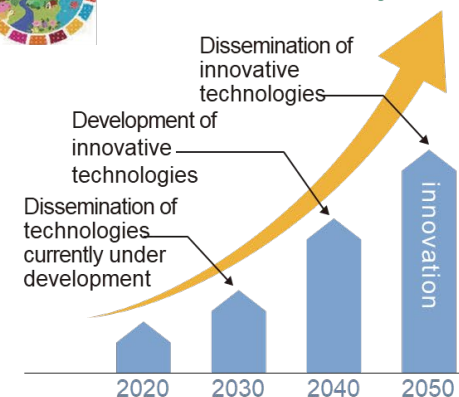 Dissemination of
innovative
technologies
Development of
innovative
technologies
Dissemination of
technologies
currently under
development
innovation
2020
2030
2040
2050